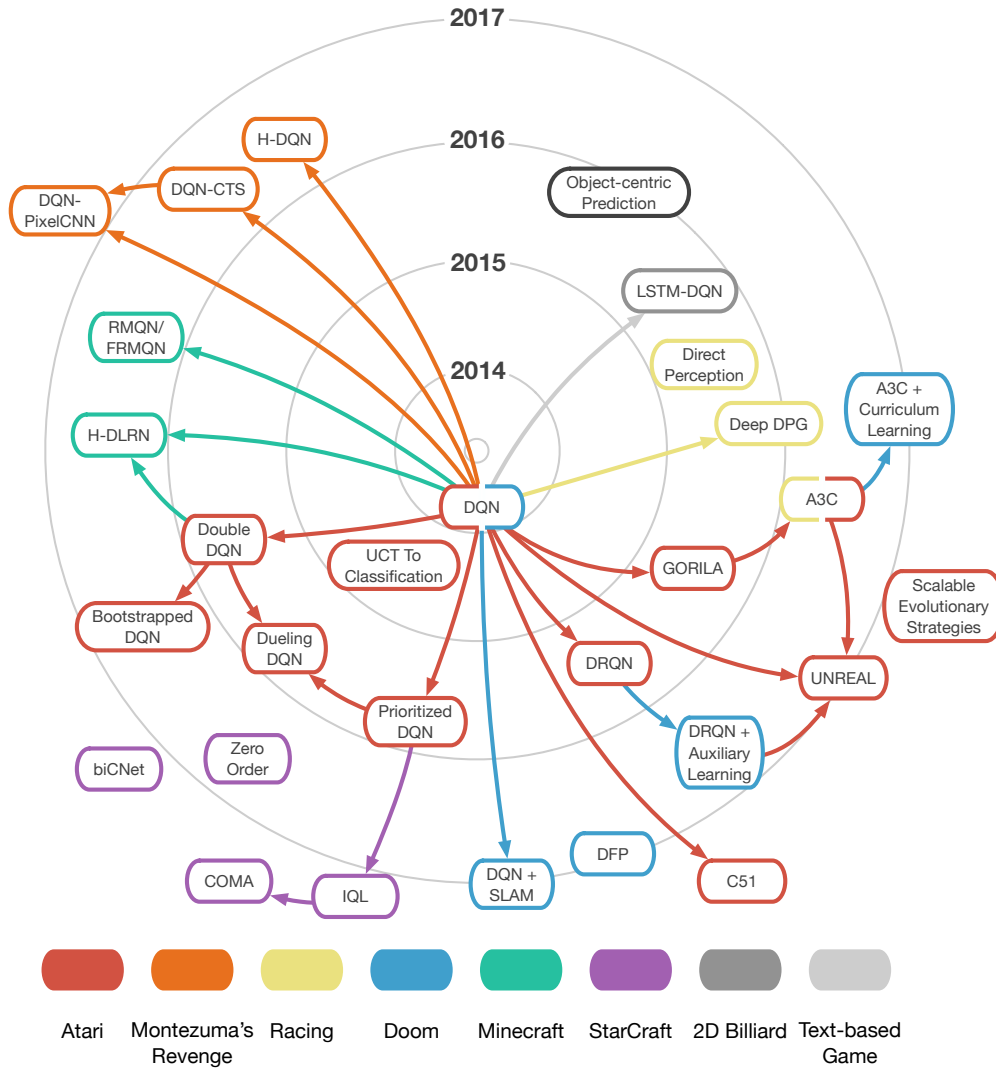 2017
H-DQN
2016
DQN-CTS
Object-centric
Prediction
DQN-
PixelCNN
2015
LSTM-DQN
RMQN/
FRMQN
Direct
Perception
2014
A3C +
Curriculum
Learning
H-DLRN
Deep DPG
DQN
A3C
Double
DQN
UCT To
Classification
GORILA
Scalable
Evolutionary
Strategies
Bootstrapped
DQN
Dueling
DQN
DRQN
UNREAL
Prioritized
DQN
DRQN +
Auxiliary
Learning
biCNet
Zero
Order
DFP
COMA
IQL
DQN +
SLAM
C51
Atari
Montezuma's
Revenge
Racing
Doom
Minecraft
StarCraft
2D Billiard
Text-based
Game